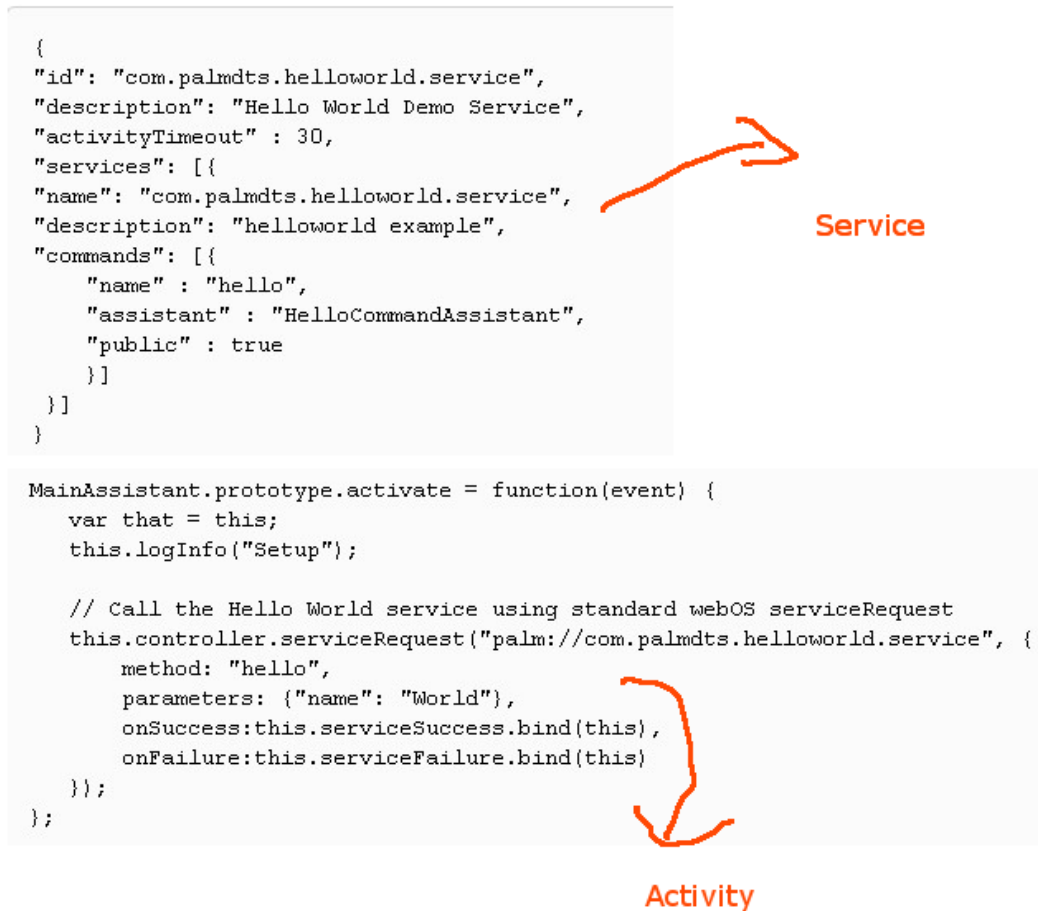 {
"id": "com.palmdts.helloworld.service",
"description": "Hello World Demo Service",
"activityTimeout" : 30,
"services": [{
"name": "com.palmdts.helloworld.service",
"description": "helloworld example",
"commands": [{
"name" : "hello",
"assistant" : "HelloCommandAssistant",
"public" : true
}]
}]
}
Service
MainAssistant.prototype.activate = function(event) {
var that = this;
this.logInfo("Setup");
// Call the Hello World service using standard webOS serviceRequest
this.controller.serviceRequest("palm://com.palmdts.helloworld.service", {
method: "hello",
parameters: {"name": "World"},
onSuccess:this.serviceSuccess.bind(this),
onFailure:this.serviceFailure.bind(this)
});
};
Activity